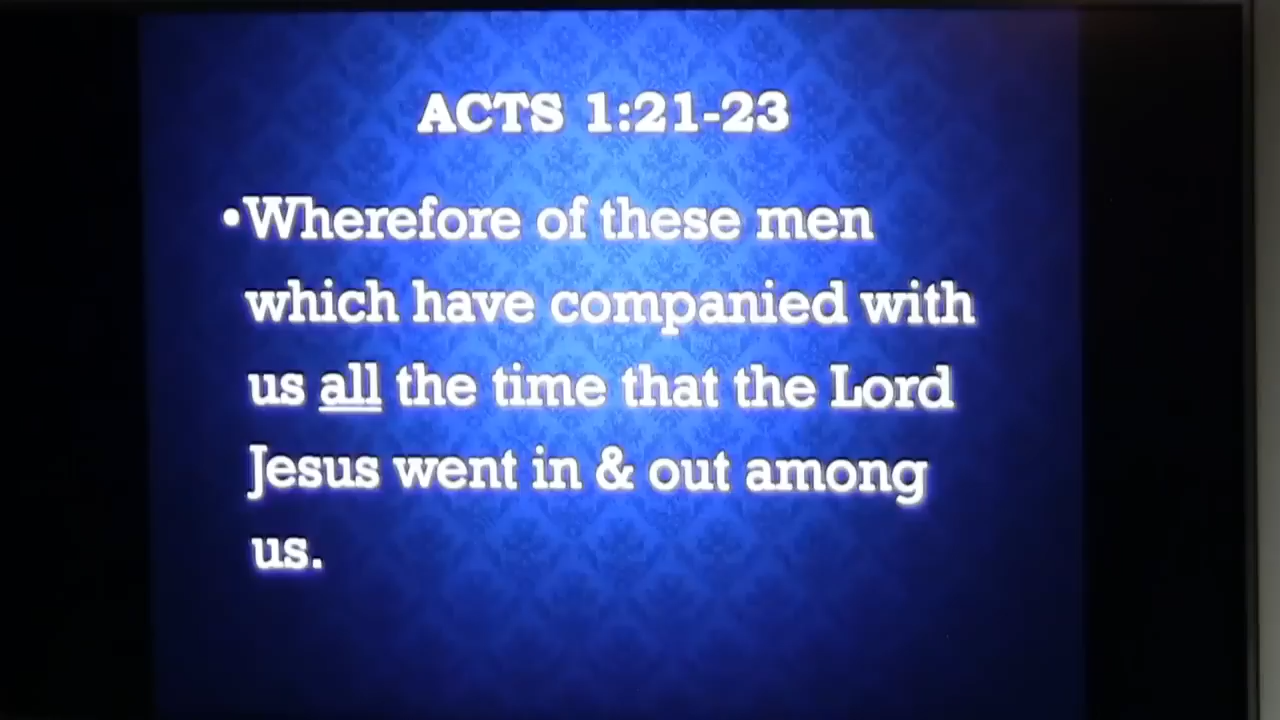 ACTS 1:21-23
•Wherefore of these men
which have companied with
us all the time that the Lord
Jesus went in & out among
us.